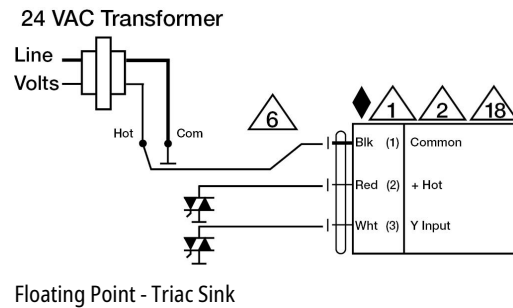 24 VAC Transformer
Line
Volts
Hot Com
6
1 2 18
Blk (1) Common
Red (2) + Hot
Wht (3) Y Input
Floating Point - Triac Sink